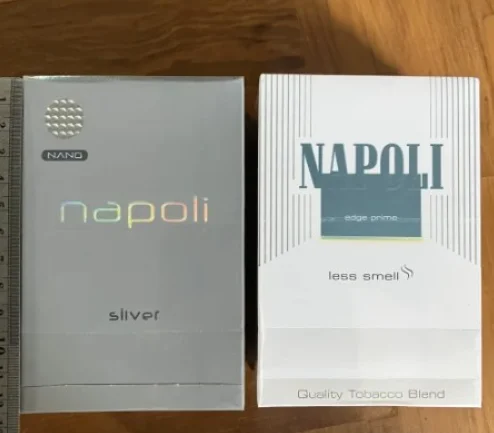 NANO
napoli
silver
NAPOLI
edge prime
less smell
Quality Tobacco Blend